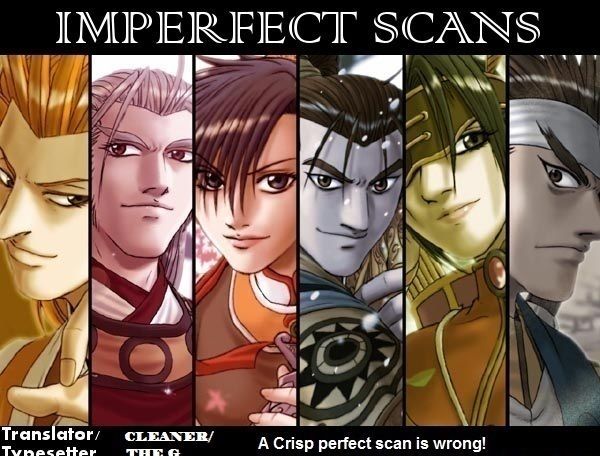 IMPERFECT SCANS
Translator/
Typesetter
CLEANER/
THE G
A Crisp perfect scan is wrong!